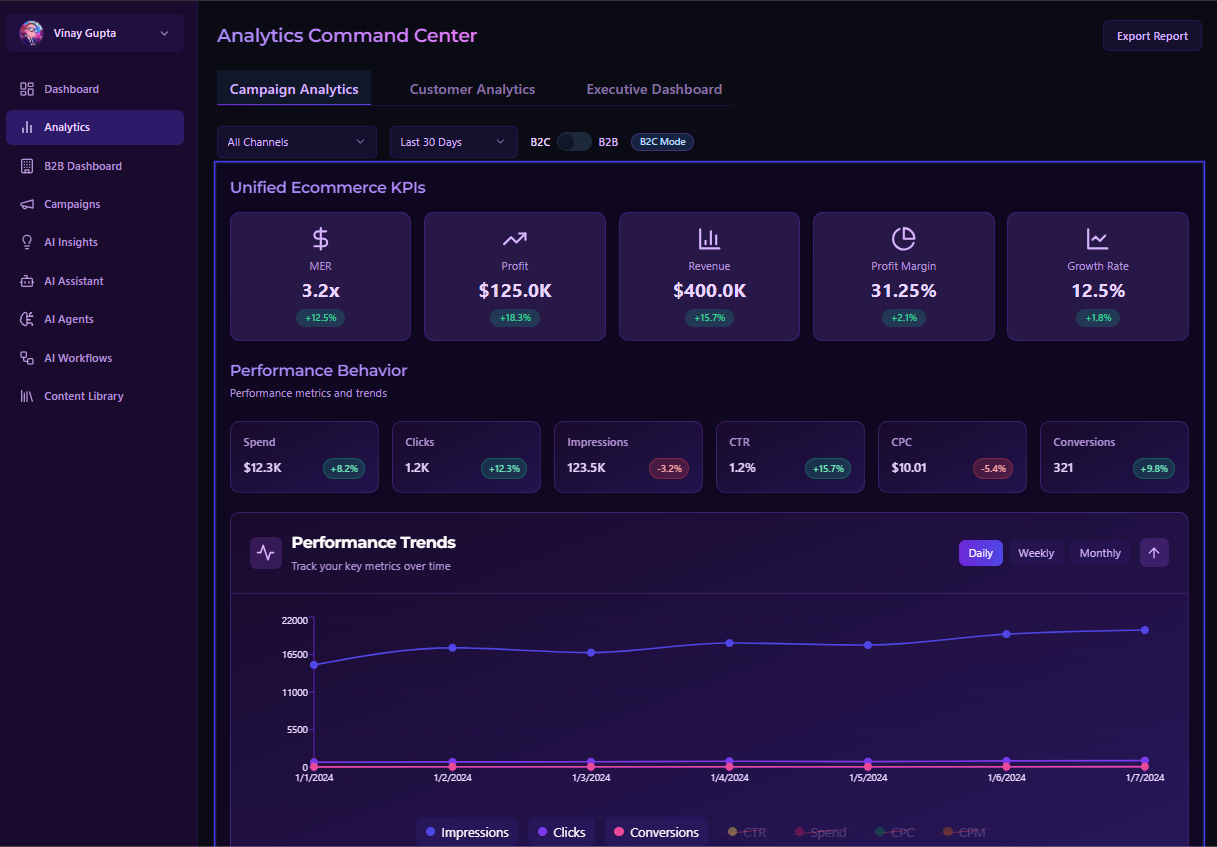 Vinay Gupta
Dashboard
Analytics
B2B Dashboard
Campaigns
AI Insights
AI Assistant
AI Agents
AI Workflows
Content Library
Analytics Command Center
Export Report
Campaign Analytics Customer Analytics Executive Dashboard
All Channels Last 30 Days B2C B2B B2C Mode
Unified Ecommerce KPIs
MER
3.2x
+12.5%
Profit
$125.0K
+18.3%
Revenue
$400.0K
+15.7%
Profit Margin
31.25%
+2.1%
Growth Rate
12.5%
+1.8%
Performance Behavior
Performance metrics and trends
Spend
$12.3K +8.2%
Clicks
1.2K +12.3%
Impressions
123.5K -3.2%
CTR
1.2% +15.7%
CPC
$10.01 -5.4%
Conversions
321 +9.8%
Performance Trends
Track your key metrics over time
Daily Weekly Monthly
22000
16500
11000
5500
0
1/1/2024 1/2/2024 1/3/2024 1/4/2024 1/5/2024 1/6/2024 1/7/2024
Impressions Clicks Conversions CTR Spend CPC CPM